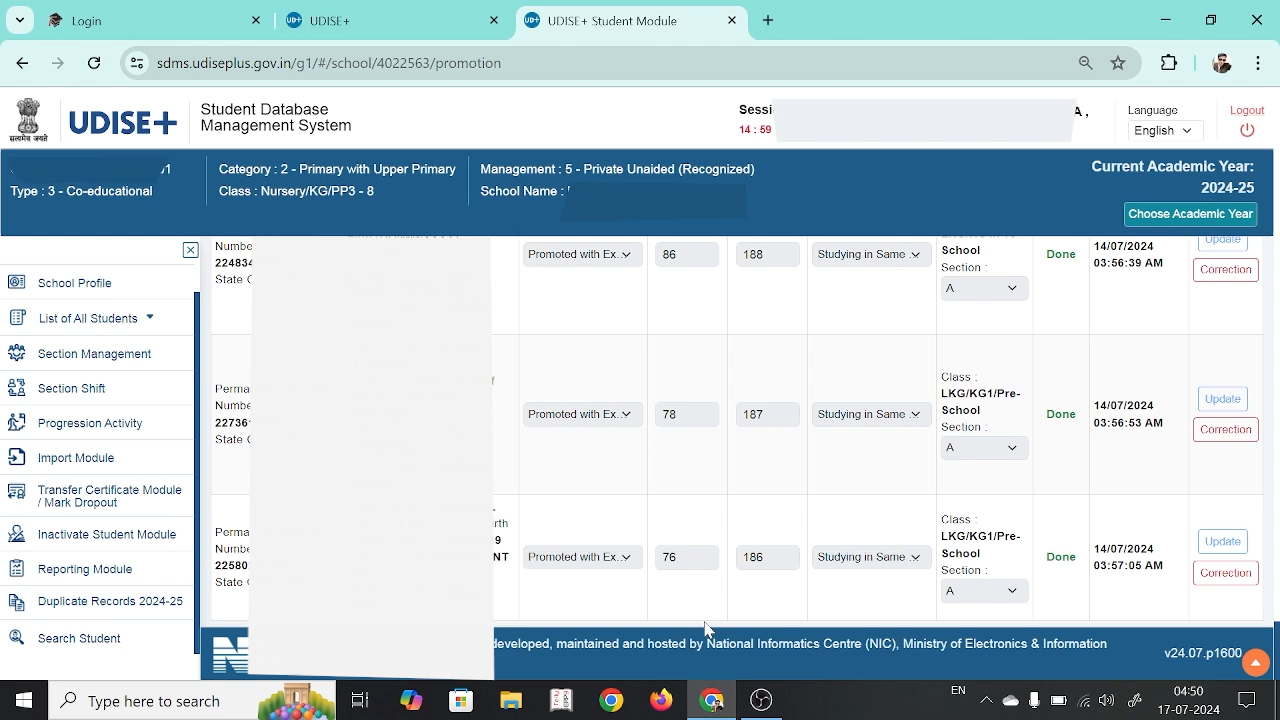 Login
UDISE+
UDISE+ Student Module
sdms.udiseplus.gov.in/g1/#/school/4022563/promotion
सत्यमेव जयते
UDISE+
Student Database
Management System
Sessi
A ,
14 : 59
Language
English
Logout
Category : 2 - Primary with Upper Primary
Management : 5 - Private Unaided (Recognized)
Type : 3 - Co-educational
Class : Nursery/KG/PP3 - 8
School Name :
Current Academic Year:
2024-25
Choose Academic Year
School Profile
List of All Students
Section Management
Section Shift
Progression Activity
Import Module
Transfer Certificate Module
/ Mark Dropout
Inactivate Student Module
Reporting Module
Duplicate Records 2024-25
Search Student
Numbe
22483
State C
Promoted with Ex..
86
188
Studying in Same ..
School
Section :
A
Done
14/07/2024
03:56:39 AM
Update
Correction
Perma
Numbe
22736
State C
Promoted with Ex..
78
187
Studying in Same ..
Class :
LKG/KG1/Pre-
School
Section :
A
Done
14/07/2024
03:56:53 AM
Update
Correction
Perma
Numbe
22580
State C
rth
9
NT
Promoted with Ex..
76
186
Studying in Same ..
Class :
LKG/KG1/Pre-
School
Section :
A
Done
14/07/2024
03:57:05 AM
Update
Correction
developed, maintained and hosted by National Informatics Centre (NIC), Ministry of Electronics & Information
v24.07.p1600
Type here to search
EN
04:50
17-07-2024